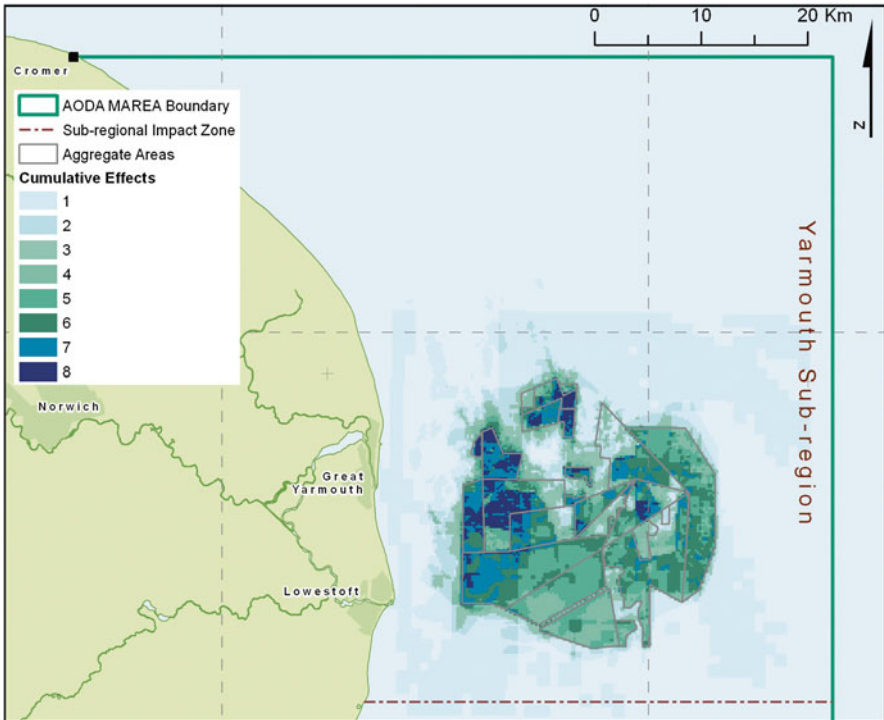 0 10 20 Km
N
Cromer
AODA MAREA Boundary
Sub-regional Impact Zone
Aggregate Areas
Cumulative Effects
1
2
3
4
5
6
7
8
Yarmouth Sub-region
Norwich
Great
Yarmouth
Lowestoft